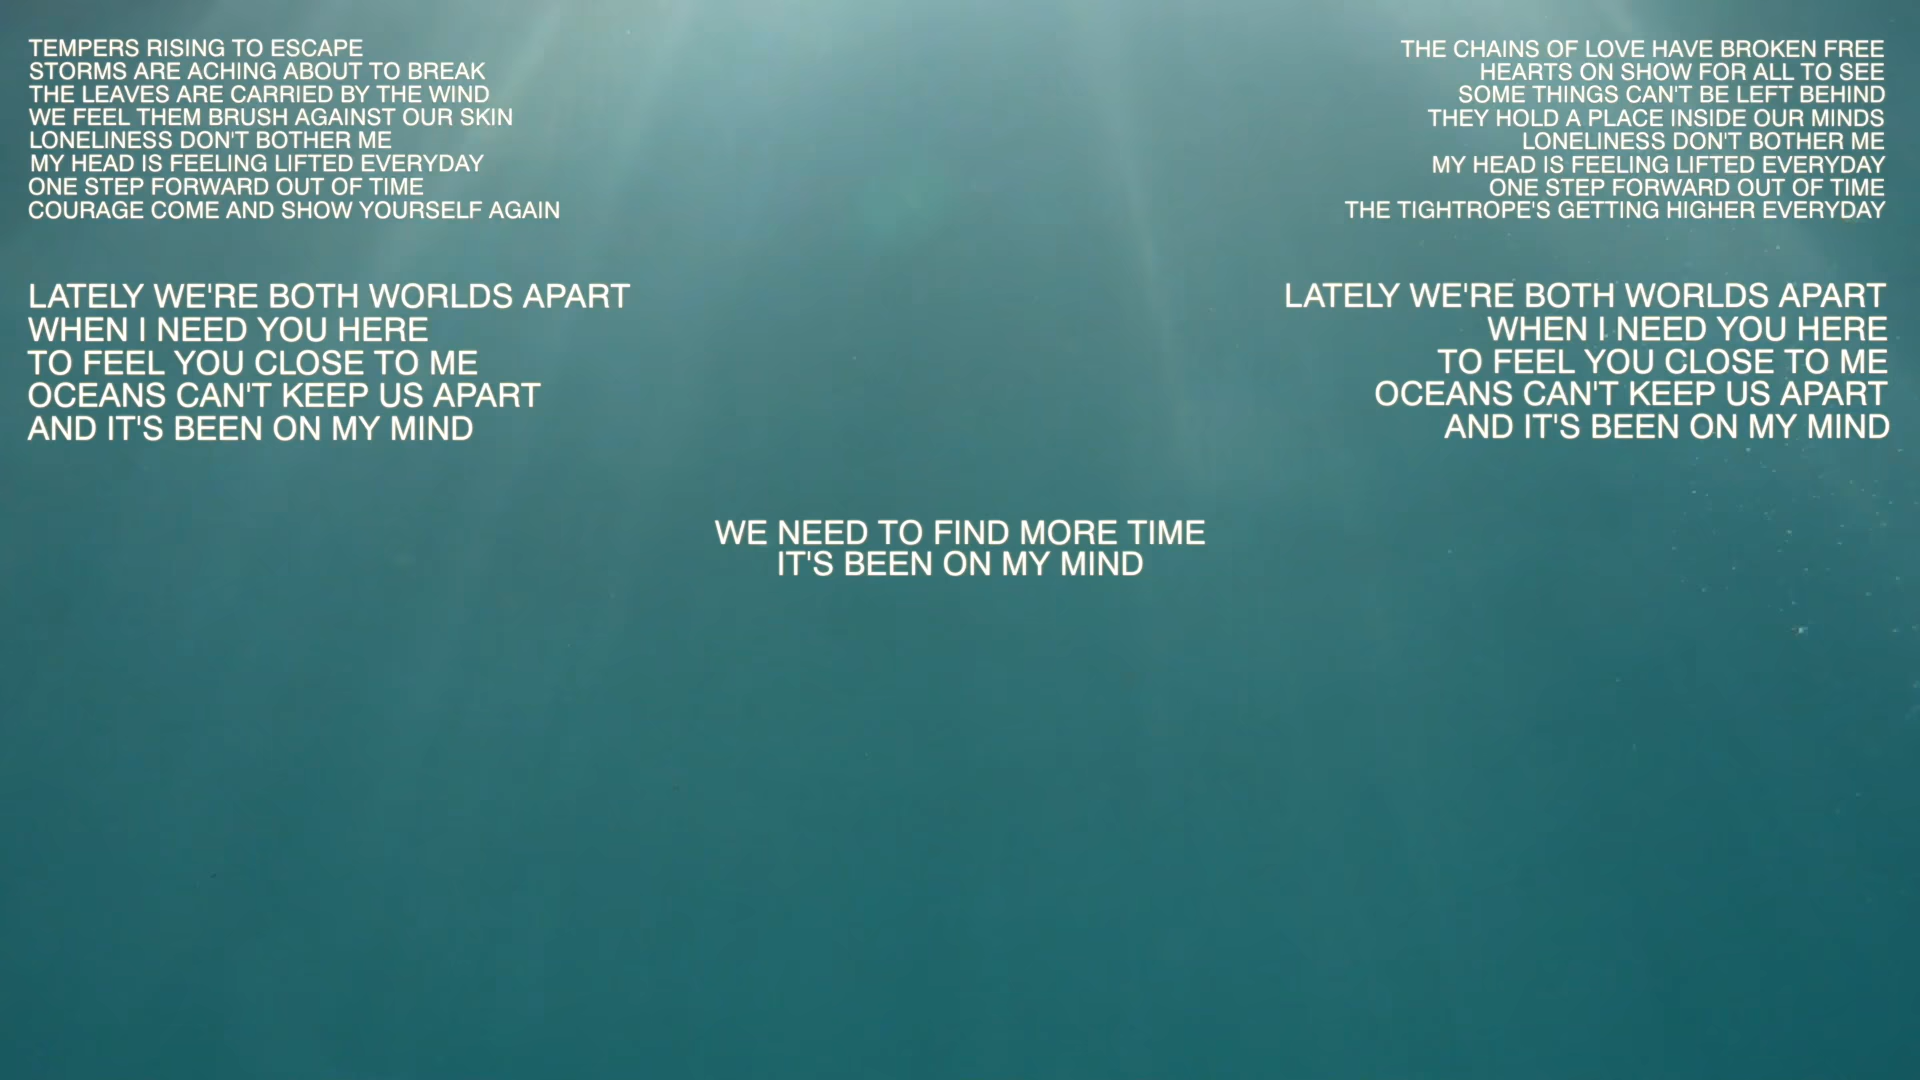 TEMPERS RISING TO ESCAPE
STORMS ARE ACHING ABOUT TO BREAK
THE LEAVES ARE CARRIED BY THE WIND
WE FEEL THEM BRUSH AGAINST OUR SKIN
LONELINESS DON'T BOTHER ME
MY HEAD IS FEELING LIFTED EVERYDAY
ONE STEP FORWARD OUT OF TIME
COURAGE COME AND SHOW YOURSELF AGAIN
LATELY WE'RE BOTH WORLDS APART
WHEN I NEED YOU HERE
TO FEEL YOU CLOSE TO ME
OCEANS CAN'T KEEP US APART
AND IT'S BEEN ON MY MIND
THE CHAINS OF LOVE HAVE BROKEN FREE
HEARTS ON SHOW FOR ALL TO SEE
SOME THINGS CAN'T BE LEFT BEHIND
THEY HOLD A PLACE INSIDE OUR MINDS
LONELINESS DON'T BOTHER ME
MY HEAD IS FEELING LIFTED EVERYDAY
ONE STEP FORWARD OUT OF TIME
THE TIGHTROPE'S GETTING HIGHER EVERYDAY
LATELY WE'RE BOTH WORLDS APART
WHEN I NEED YOU HERE
TO FEEL YOU CLOSE TO ME
OCEANS CAN'T KEEP US APART
AND IT'S BEEN ON MY MIND
WE NEED TO FIND MORE TIME
IT'S BEEN ON MY MIND